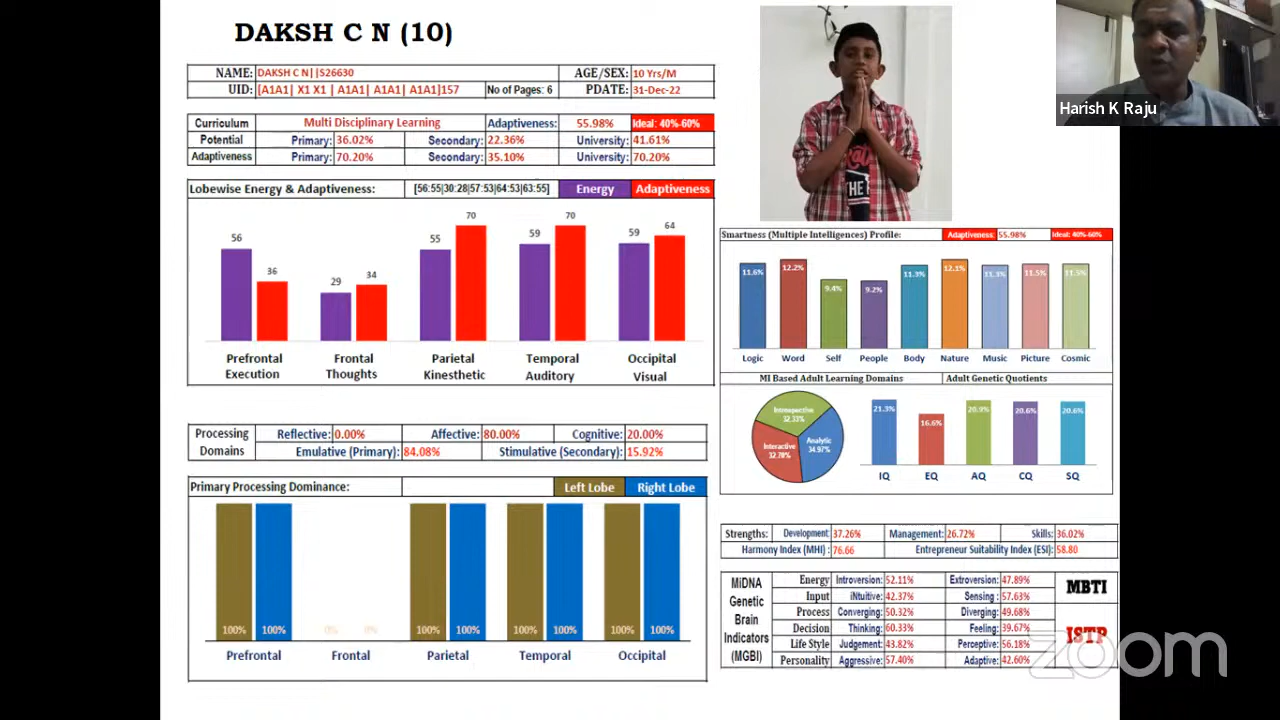 DAKSH C N (10)
Harish K Raju
NAME: DAKSH C N||S26630 AGE/SEX: 10 Yrs/M
UID: [A1A1| X1 X1 | A1A1| A1A1| A1A1]157 No of Pages: 6 PDATE: 31-Dec-22
Curriculum Multi Disciplinary Learning Adaptiveness: 55.98% Ideal: 40%-60%
Potential Primary: 36.02% Secondary: 22.36% University: 41.61%
Adaptiveness Primary: 70.20% Secondary: 35.10% University: 70.20%
Lobewise Energy & Adaptiveness: [56:55|30:28|57:53|64:53|63:55] Energy Adaptiveness
56 36 29 34 55 70 59 70 59 64
Prefrontal Frontal Parietal Temporal Occipital
Execution Thoughts Kinesthetic Auditory Visual
Processing Reflective: 0.00% Affective: 80.00% Cognitive: 20.00%
Domains Emulative (Primary): 84.08% Stimulative (Secondary): 15.92%
Primary Processing Dominance: Left Lobe Right Lobe
100% 100% 0% 0% 100% 100% 100% 100% 100% 100%
Prefrontal Frontal Parietal Temporal Occipital
Smartness (Multiple Intelligences) Profile: Adaptiveness: 55.98% Ideal: 40%-60%
11.6% 12.2% 9.4% 9.2% 11.3% 12.1% 11.3% 11.5% 11.5%
Logic Word Self People Body Nature Music Picture Cosmic
MI Based Adult Learning Domains Adult Genetic Quotients
Introspective 32.33%
Interactive 32.70%
Analytic 34.97%
21.3% 16.6% 20.9% 20.6% 20.6%
IQ EQ AQ CQ SQ
Strengths: Development: 37.26% Management: 26.72% Skills: 36.02%
Harmony Index (MHI) : 76.66 Entrepreneur Suitability Index (ESI): 58.80
MiDNA Genetic Brain Indicators (MGBI)
Energy Introversion: 52.11% Extroversion: 47.89%
Input iNtuitive: 42.37% Sensing : 57.63%
Process Converging: 50.32% Diverging: 49.68%
Decision Thinking: 60.33% Feeling: 39.67%
Life Style Judgement: 43.82% Perceptive: 56.18%
Personality Aggressive: 57.40% Adaptive: 42.60%
MBTI
ISTP
zoom